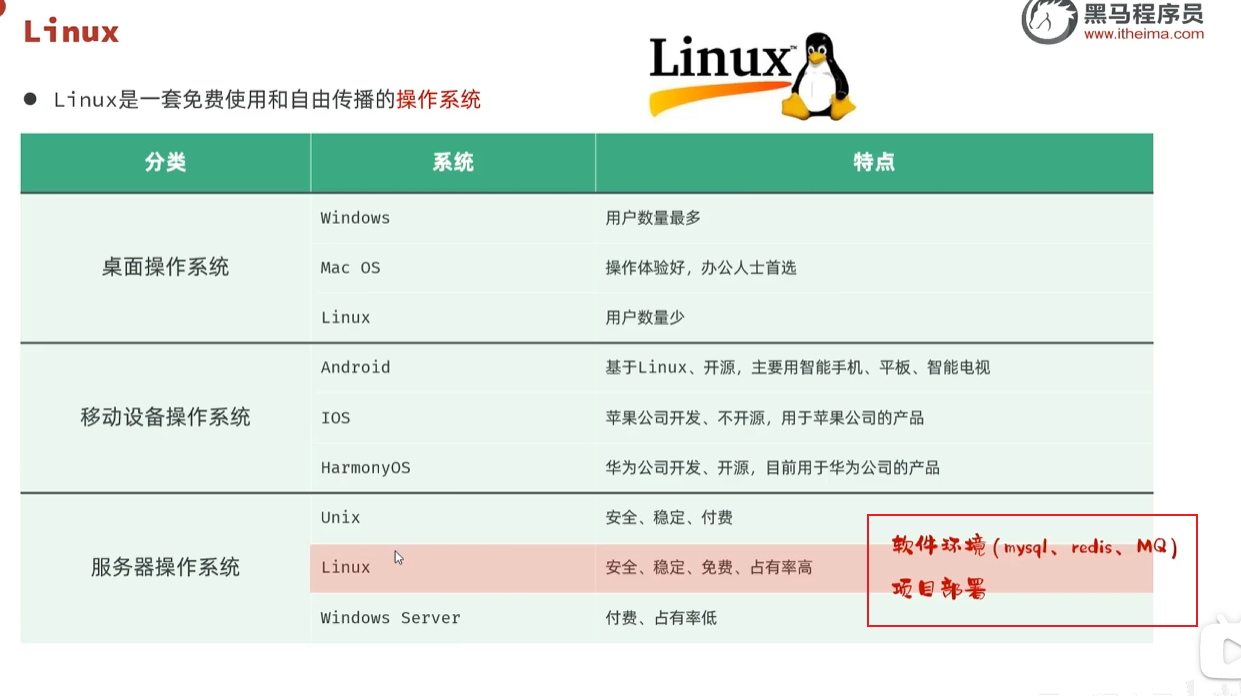 Linux
黑马程序员
www.itheima.com
Linux™
● Linux是一套免费使用和自由传播的操作系统
分类 系统 特点
桌面操作系统
Windows 用户数量最多
Mac OS 操作体验好，办公人士首选
Linux 用户数量少
移动设备操作系统
Android 基于Linux、开源，主要用智能手机、平板、智能电视
IOS 苹果公司开发、不开源，用于苹果公司的产品
HarmonyOS 华为公司开发、开源，目前用于华为公司的产品
服务器操作系统
Unix 安全、稳定、付费
Linux 安全、稳定、免费、占有率高
Windows Server 付费、占有率低
软件环境(mysql、redis、MQ)
项目部署